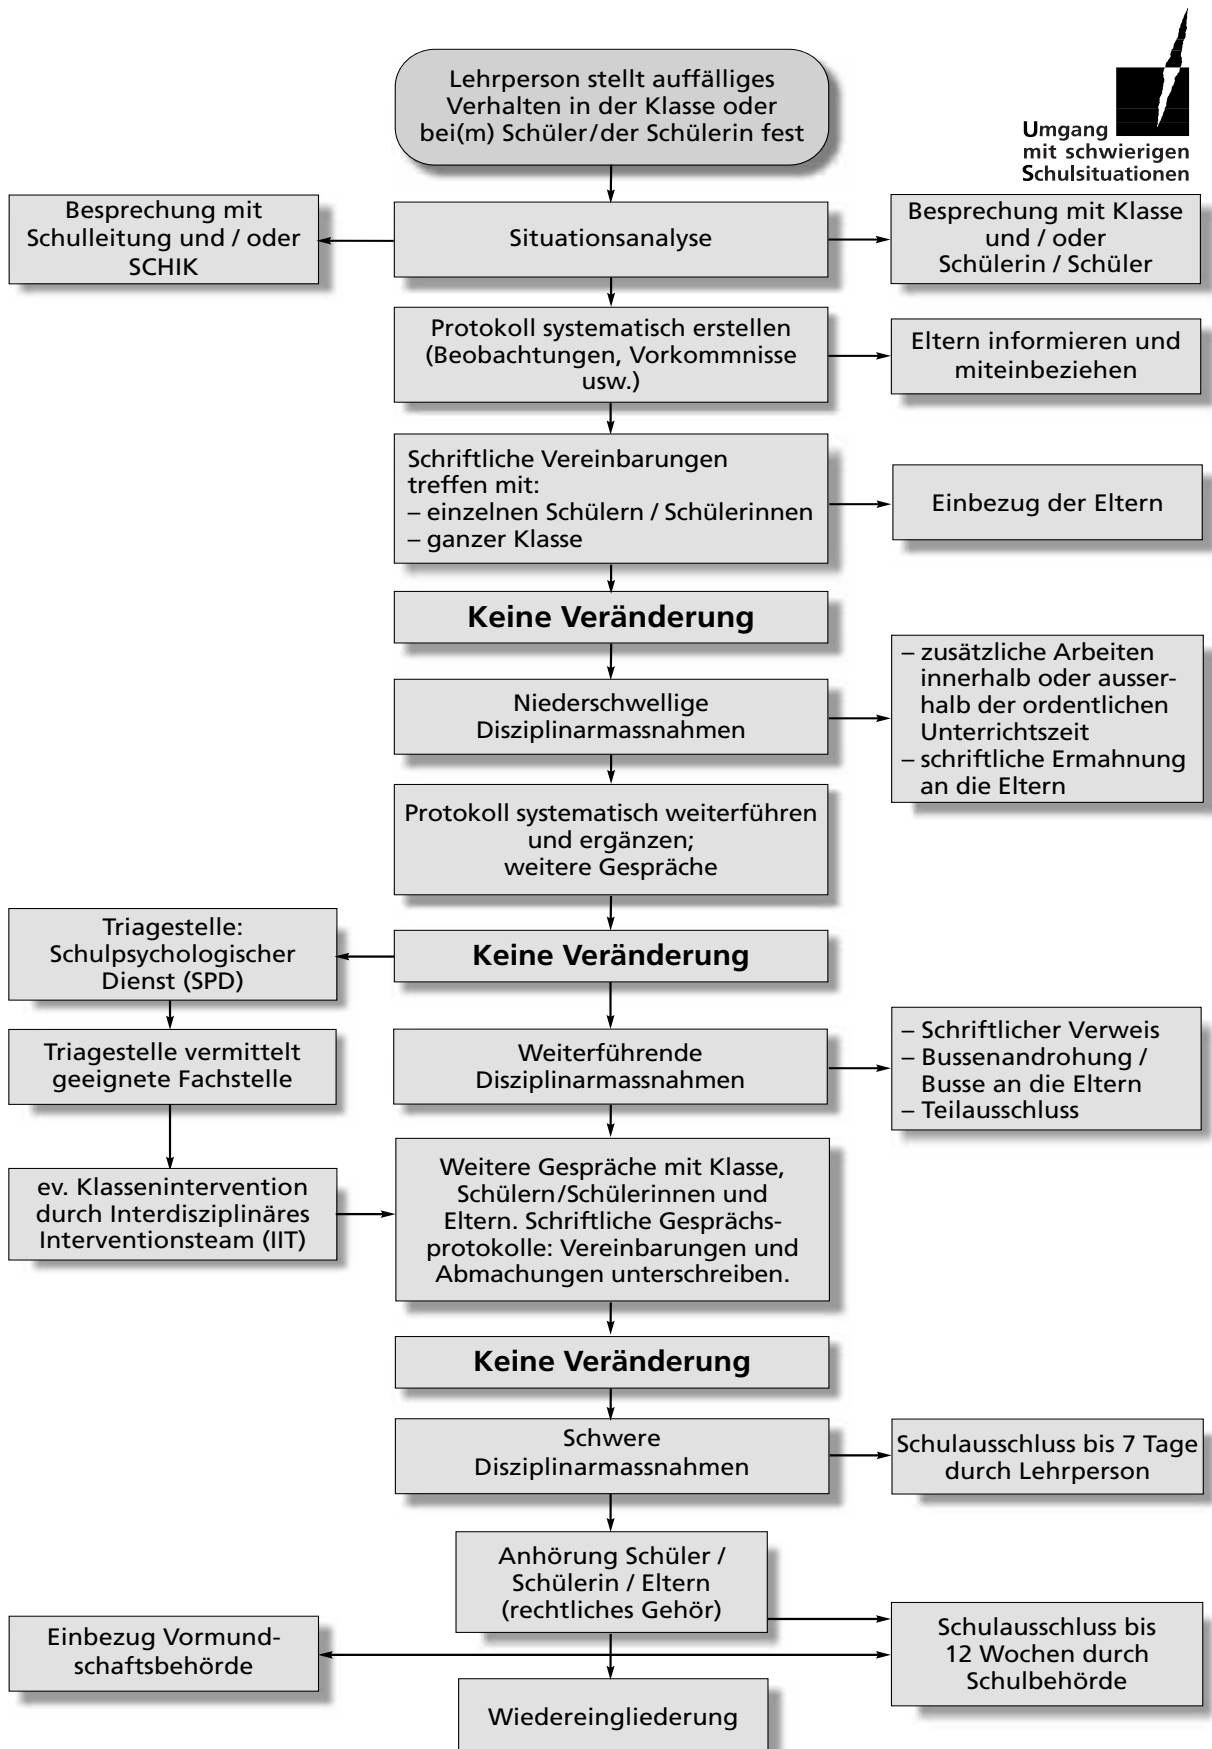 Lehrperson stellt auffälliges
Verhalten in der Klasse oder
bei(m) Schüler/der Schülerin fest
Umgang
mit schwierigen
Schulsituationen
Besprechung mit
Schulleitung und / oder
SCHIK
Situationsanalyse
Besprechung mit Klasse
und / oder
Schülerin / Schüler
Protokoll systematisch erstellen
(Beobachtungen, Vorkommnisse
usw.)
Eltern informieren und
miteinbeziehen
Schriftliche Vereinbarungen
treffen mit:
– einzelnen Schülern / Schülerinnen
– ganzer Klasse
Einbezug der Eltern
Keine Veränderung
Niederschwellige
Disziplinarmassnahmen
– zusätzliche Arbeiten
innerhalb oder ausser-
halb der ordentlichen
Unterrichtszeit
– schriftliche Ermahnung
an die Eltern
Protokoll systematisch weiterführen
und ergänzen;
weitere Gespräche
Triagestelle:
Schulpsychologischer
Dienst (SPD)
Keine Veränderung
Triagestelle vermittelt
geeignete Fachstelle
Weiterführende
Disziplinarmassnahmen
– Schriftlicher Verweis
– Bussenandrohung /
Busse an die Eltern
– Teilausschluss
ev. Klassenintervention
durch Interdisziplinäres
Interventionsteam (IIT)
Weitere Gespräche mit Klasse,
Schülern/Schülerinnen und
Eltern. Schriftliche Gesprächs-
protokolle: Vereinbarungen und
Abmachungen unterschreiben.
Keine Veränderung
Schwere
Disziplinarmassnahmen
Schulausschluss bis 7 Tage
durch Lehrperson
Anhörung Schüler /
Schülerin / Eltern
(rechtliches Gehör)
Einbezug Vormund-
schaftsbehörde
Schulausschluss bis
12 Wochen durch
Schulbehörde
Wiedereingliederung